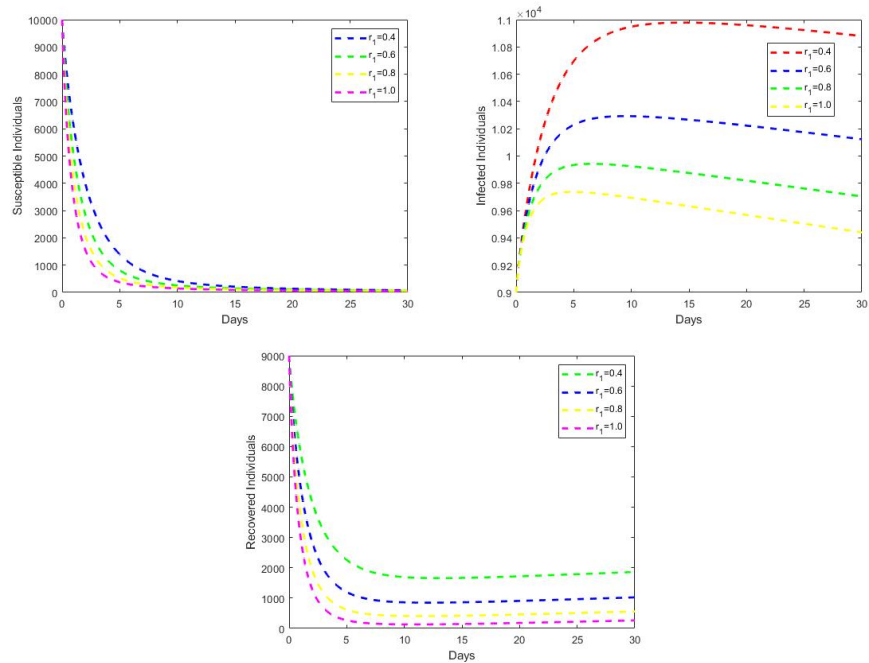 10000
9000
8000
7000
6000
5000
4000
3000
2000
1000
0
Susceptible Individuals
0 5 10 15 20 25 30
Days
r1=0.4
r1=0.6
r1=0.8
r1=1.0
×10^4
1.1
1.08
1.06
1.04
1.02
1
0.98
0.96
0.94
0.92
0.9
Infected Individuals
0 5 10 15 20 25 30
Days
r1=0.4
r1=0.6
r1=0.8
r1=1.0
9000
8000
7000
6000
5000
4000
3000
2000
1000
0
Recovered Individuals
0 5 10 15 20 25 30
Days
r1=0.4
r1=0.6
r1=0.8
r1=1.0